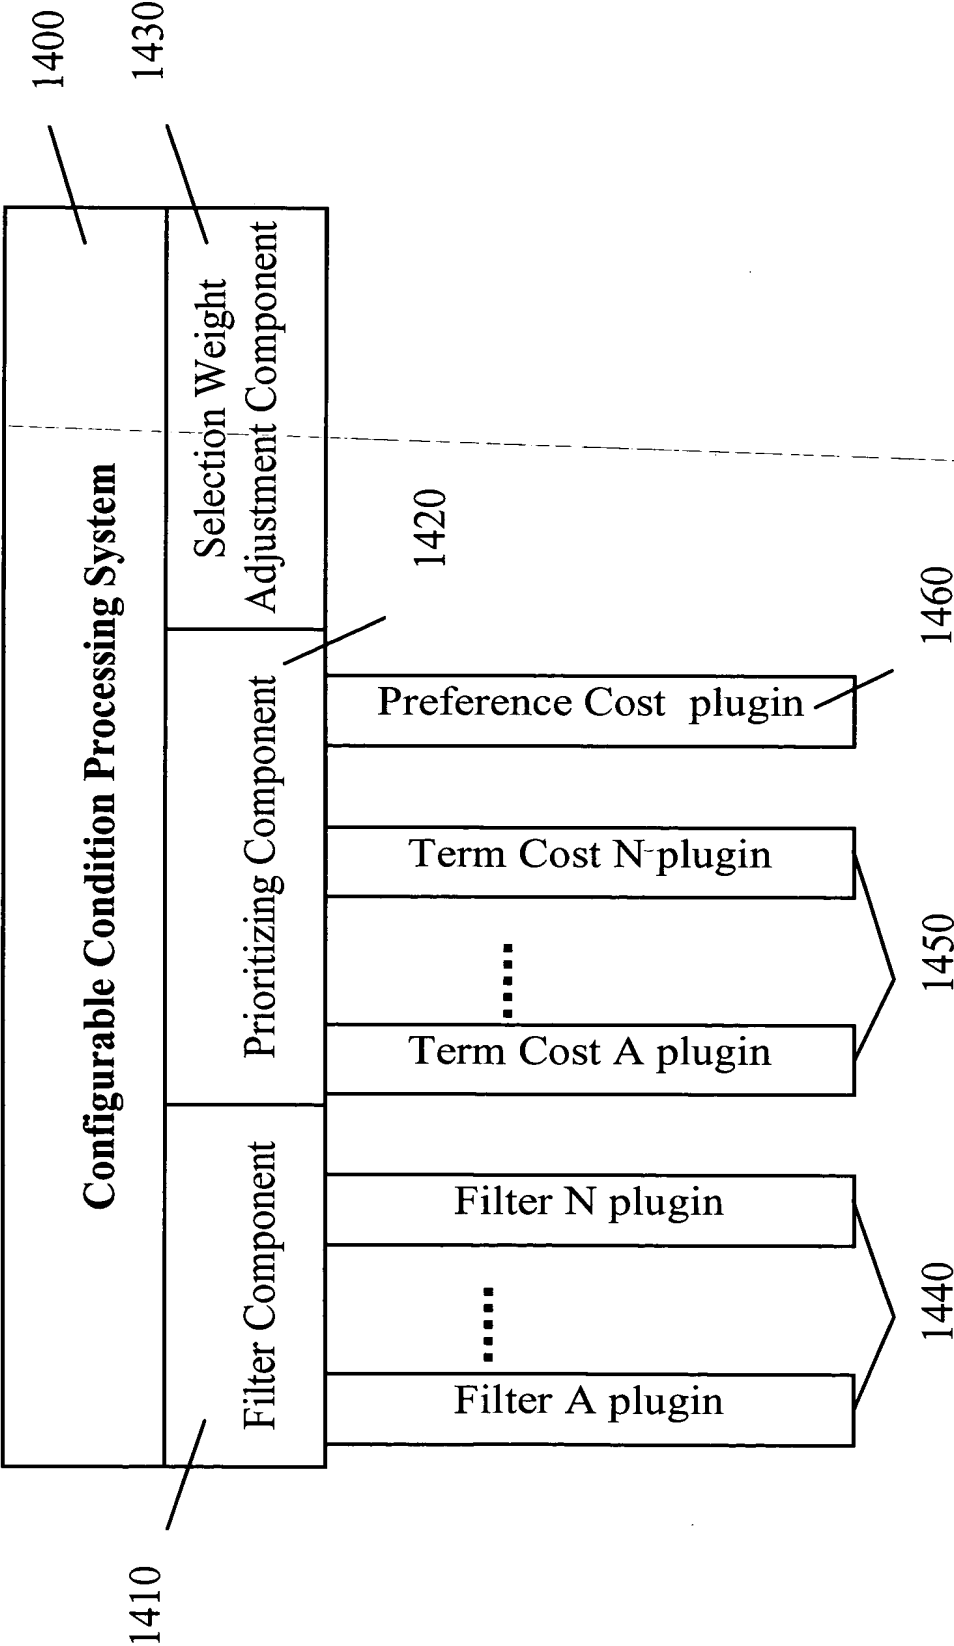 1400
1430
Configurable Condition Processing System
Filter Component
Prioritizing Component
Selection Weight
Adjustment Component
1410
1420
Filter A plugin
Filter N plugin
Term Cost A plugin
Term Cost N plugin
Preference Cost plugin
1440
1450
1460